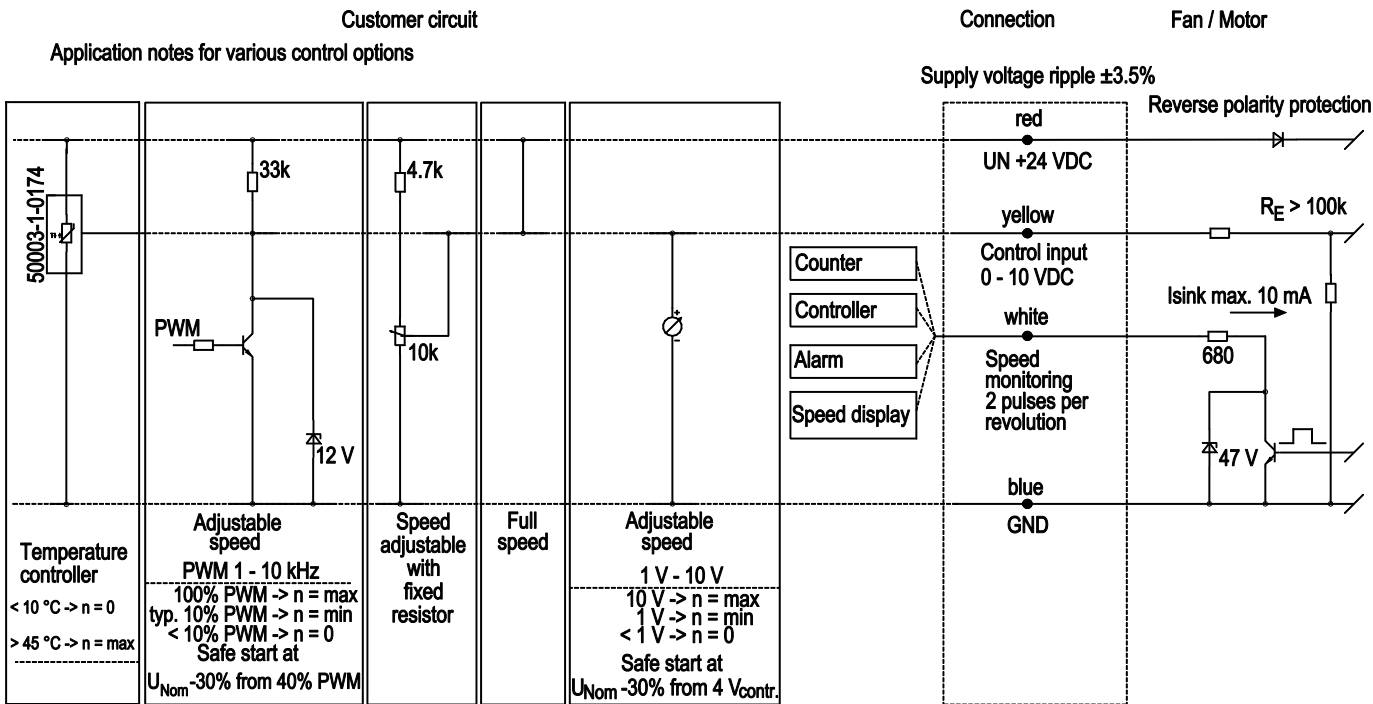 Customer circuit
Connection
Fan / Motor
Application notes for various control options
Supply voltage ripple ±3.5%
Reverse polarity protection
red
UN +24 VDC
50003-1-0174
33k
4.7k
yellow
Control input
0 - 10 VDC
RE > 100k
Counter
Controller
Alarm
Speed display
Isink max. 10 mA
white
680
Speed
monitoring
2 pulses per
revolution
PWM
10k
12 V
47 V
blue
GND
Temperature
controller
< 10 °C -> n = 0
> 45 °C -> n = max
Adjustable
speed
PWM 1 - 10 kHz
100% PWM -> n = max
typ. 10% PWM -> n = min
< 10% PWM -> n = 0
Safe start at
UNom -30% from 40% PWM
Speed
adjustable
with
fixed
resistor
Full
speed
Adjustable
speed
1 V - 10 V
10 V -> n = max
1 V -> n = min
< 1 V -> n = 0
Safe start at
UNom -30% from 4 Vcontr.